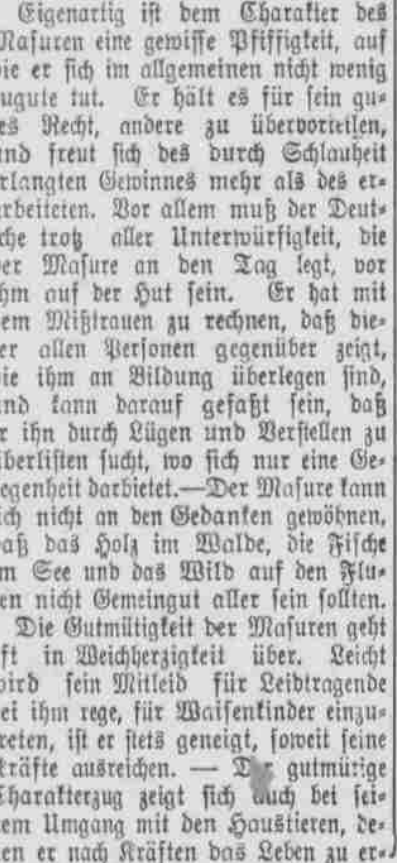 Eigenartig iſt dem Charakter des
Maſuren eine gewiſſe Pfiffigkeit, auf
die er ſich im allgemeinen nicht wenig
zugute tut. Er hält es für ſein gu-
tes Recht, andere zu übervorteilen,
und freut ſich des durch Schlauheit
erlangten Gewinnes mehr als des er-
arbeiteten. Vor allem muß der Deut-
ſche trotz aller Unterwürfigkeit, die
der Maſure an den Tag legt, vor
ihm auf der Hut ſein. Er hat mit
dem Mißtrauen zu rechnen, daß die-
ſer allen Perſonen gegenüber zeigt,
die ihm an Bildung überlegen ſind,
und kann darauf gefaßt ſein, daß
er ihn durch Lügen und Verſtellen zu
überliſten ſucht, wo ſich nur eine Ge-
legenheit darbietet.—Der Maſure kann
ſich nicht an den Gedanken gewöhnen,
daß das Holz im Walde, die Fiſche
im See und das Wild auf den Flu-
ren nicht Gemeingut aller ſein ſollten.
Die Gutmütigkeit der Maſuren geht
oft in Weichherzigkeit über. Leicht
wird ſein Mitleid für Leidtragende
bei ihm rege, für Waiſenkinder einzu-
treten, iſt er ſtets geneigt, ſoweit ſeine
Kräfte ausreichen. — Der gutmütige
Charakterzug zeigt ſich auch bei ſei-
nem Umgang mit den Haustieren, de-
nen er nach Kräften das Leben zu er-